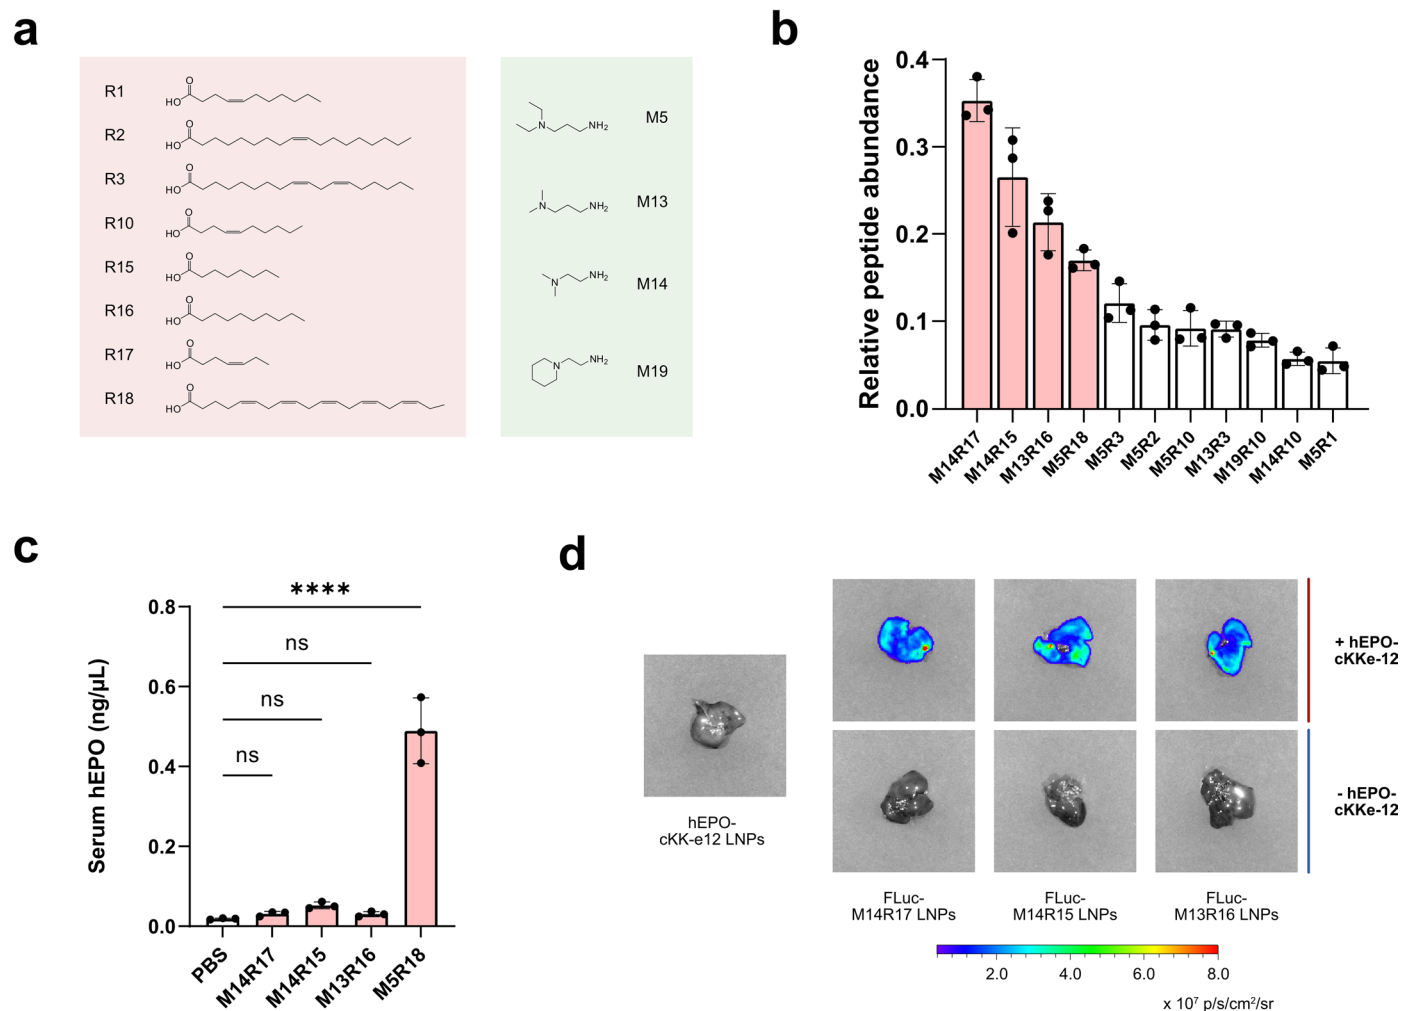 a
R1
HO
O
R2
HO
O
R3
HO
O
R10
HO
O
R15
HO
O
R16
HO
O
R17
HO
O
R18
HO
O
N
NH2
M5
N
NH2
M13
N
NH2
M14
N
NH2
M19
b
Relative peptide abundance
0.4
0.3
0.2
0.1
0.0
M14R17
M14R15
M13R16
M5R18
M5R3
M5R2
M5R10
M13R3
M19R10
M14R10
M5R1
c
Serum hEPO (ng/µL)
0.8
0.6
0.4
0.2
0.0
****
ns
ns
ns
PBS
M14R17
M14R15
M13R16
M5R18
d
hEPO-
cKK-e12 LNPs
+ hEPO-
cKKe-12
- hEPO-
cKKe-12
FLuc-
M14R17 LNPs
FLuc-
M14R15 LNPs
FLuc-
M13R16 LNPs
2.0 4.0 6.0 8.0
x 10⁷ p/s/cm²/sr